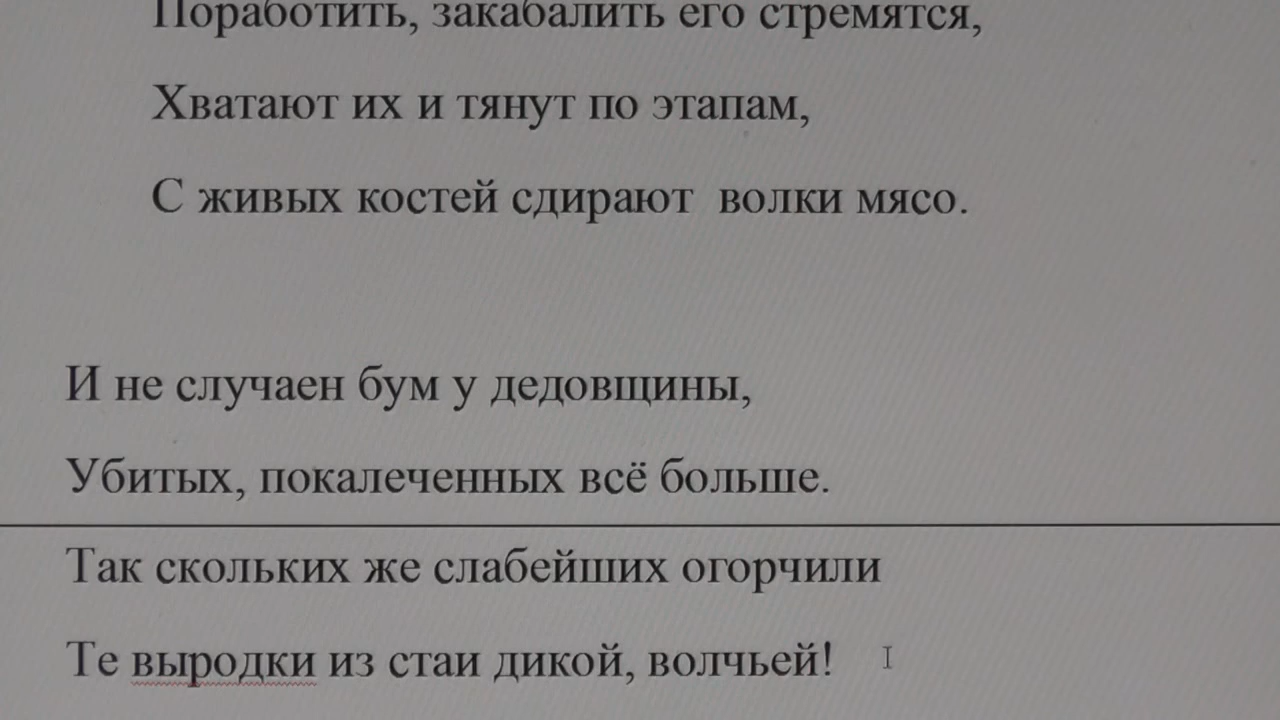 Поработить, закабалить его стремятся,
Хватают их и тянут по этапам,
С живых костей сдирают волки мясо.
И не случаен бум у дедовщины,
Убитых, покалеченных всё больше.
Так скольких же слабейших огорчили
Те выродки из стаи дикой, волчьей!